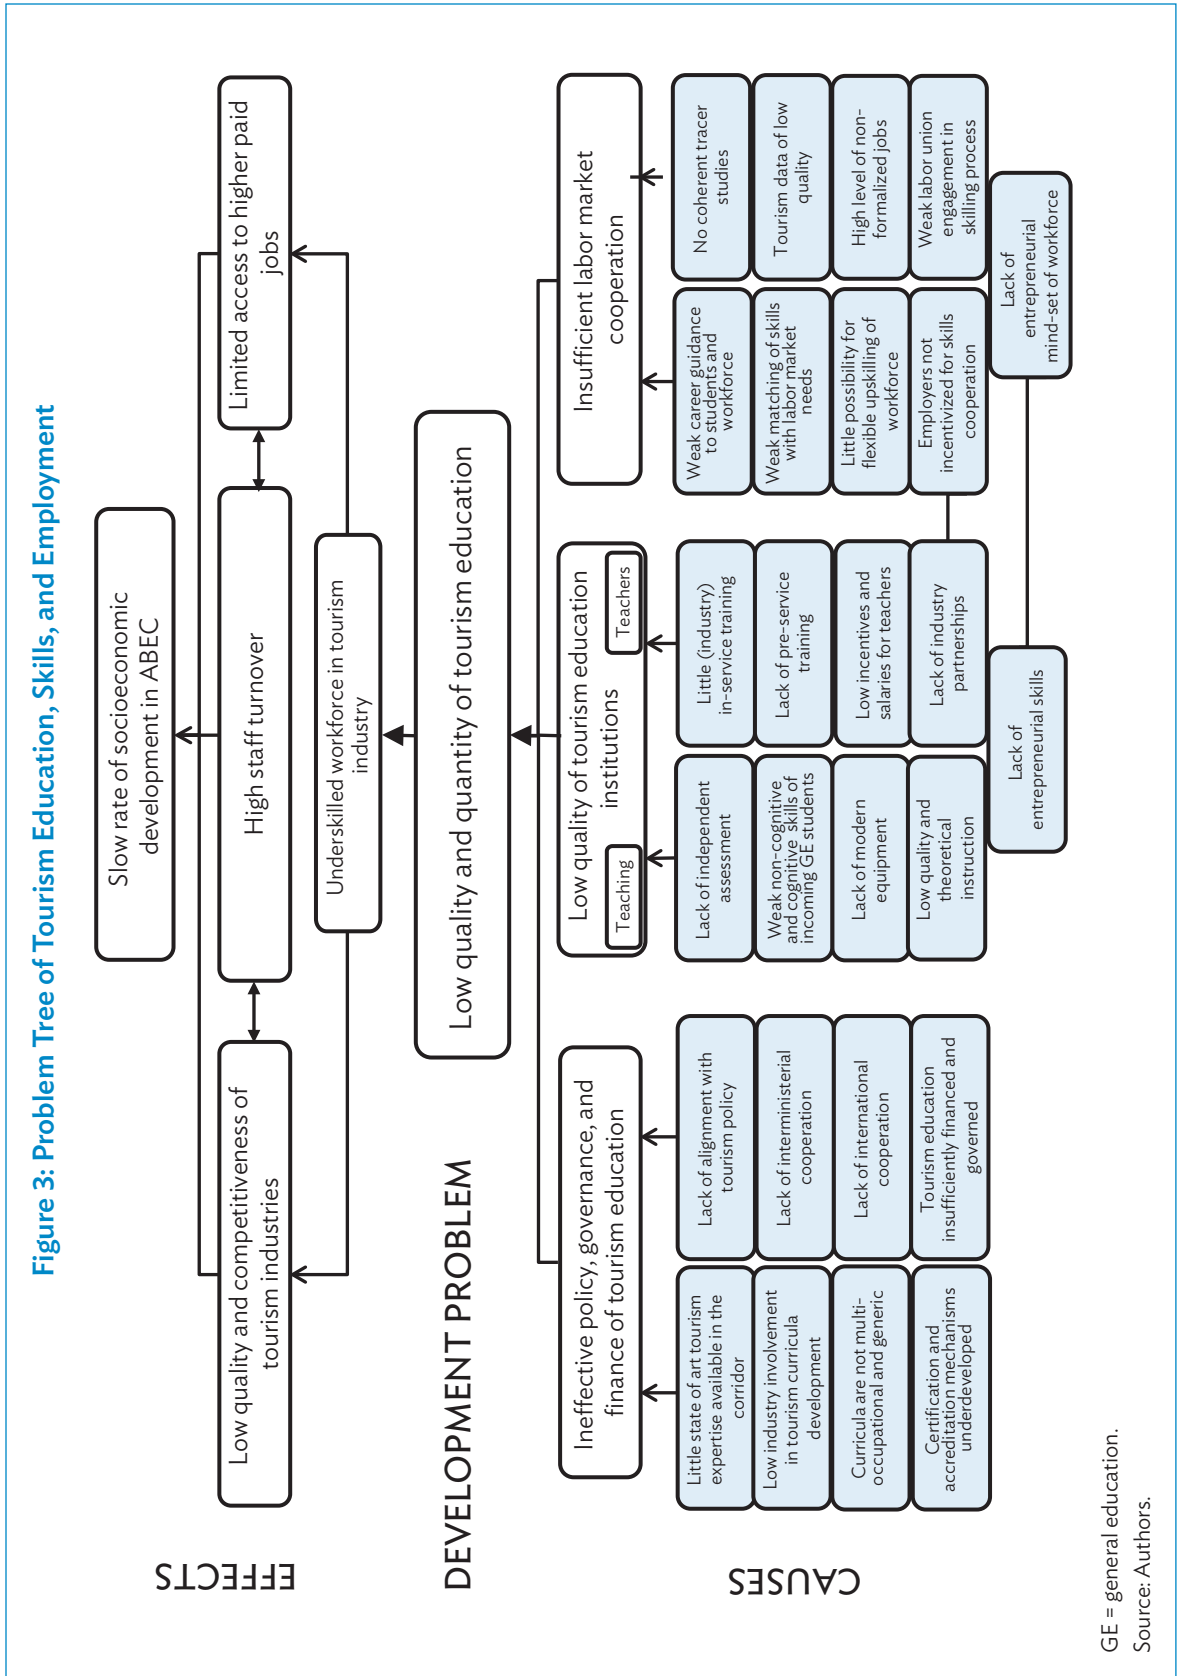 Figure 3: Problem Tree of Tourism Education, Skills, and Employment
EFFECTS
Slow rate of socioeconomic
development in ABEC
Low quality and competitiveness of
tourism industries
High staff turnover
Limited access to higher paid
jobs
Underskilled workforce in tourism
industry
DEVELOPMENT PROBLEM
Low quality and quantity of tourism education
CAUSES
Ineffective policy, governance, and
finance of tourism education
Little state of art tourism
expertise available in the
corridor
Low industry involvement
in tourism curricula
development
Curricula are not multi-
occupational and generic
Certification and
accreditation mechanisms
underdeveloped
Lack of alignment with
tourism policy
Lack of interministerial
cooperation
Lack of international
cooperation
Tourism education
insufficiently financed and
governed
Low quality of tourism education
institutions
Teaching
Teachers
Lack of independent
assessment
Weak non-cognitive
and cognitive skills of
incoming GE students
Lack of modern
equipment
Low quality and
theoretical
instruction
Little (industry)
in-service training
Lack of pre-service
training
Low incentives and
salaries for teachers
Lack of industry
partnerships
Lack of
entrepreneurial skills
Insufficient labor market
cooperation
Weak career guidance
to students and
workforce
Weak matching of skills
with labor market
needs
Little possibility for
flexible upskilling of
workforce
Employers not
incentivized for skills
cooperation
No coherent tracer
studies
Tourism data of low
quality
High level of non-
formalized jobs
Weak labor union
engagement in
skilling process
Lack of
entrepreneurial
mind-set of workforce
GE = general education.
Source: Authors.